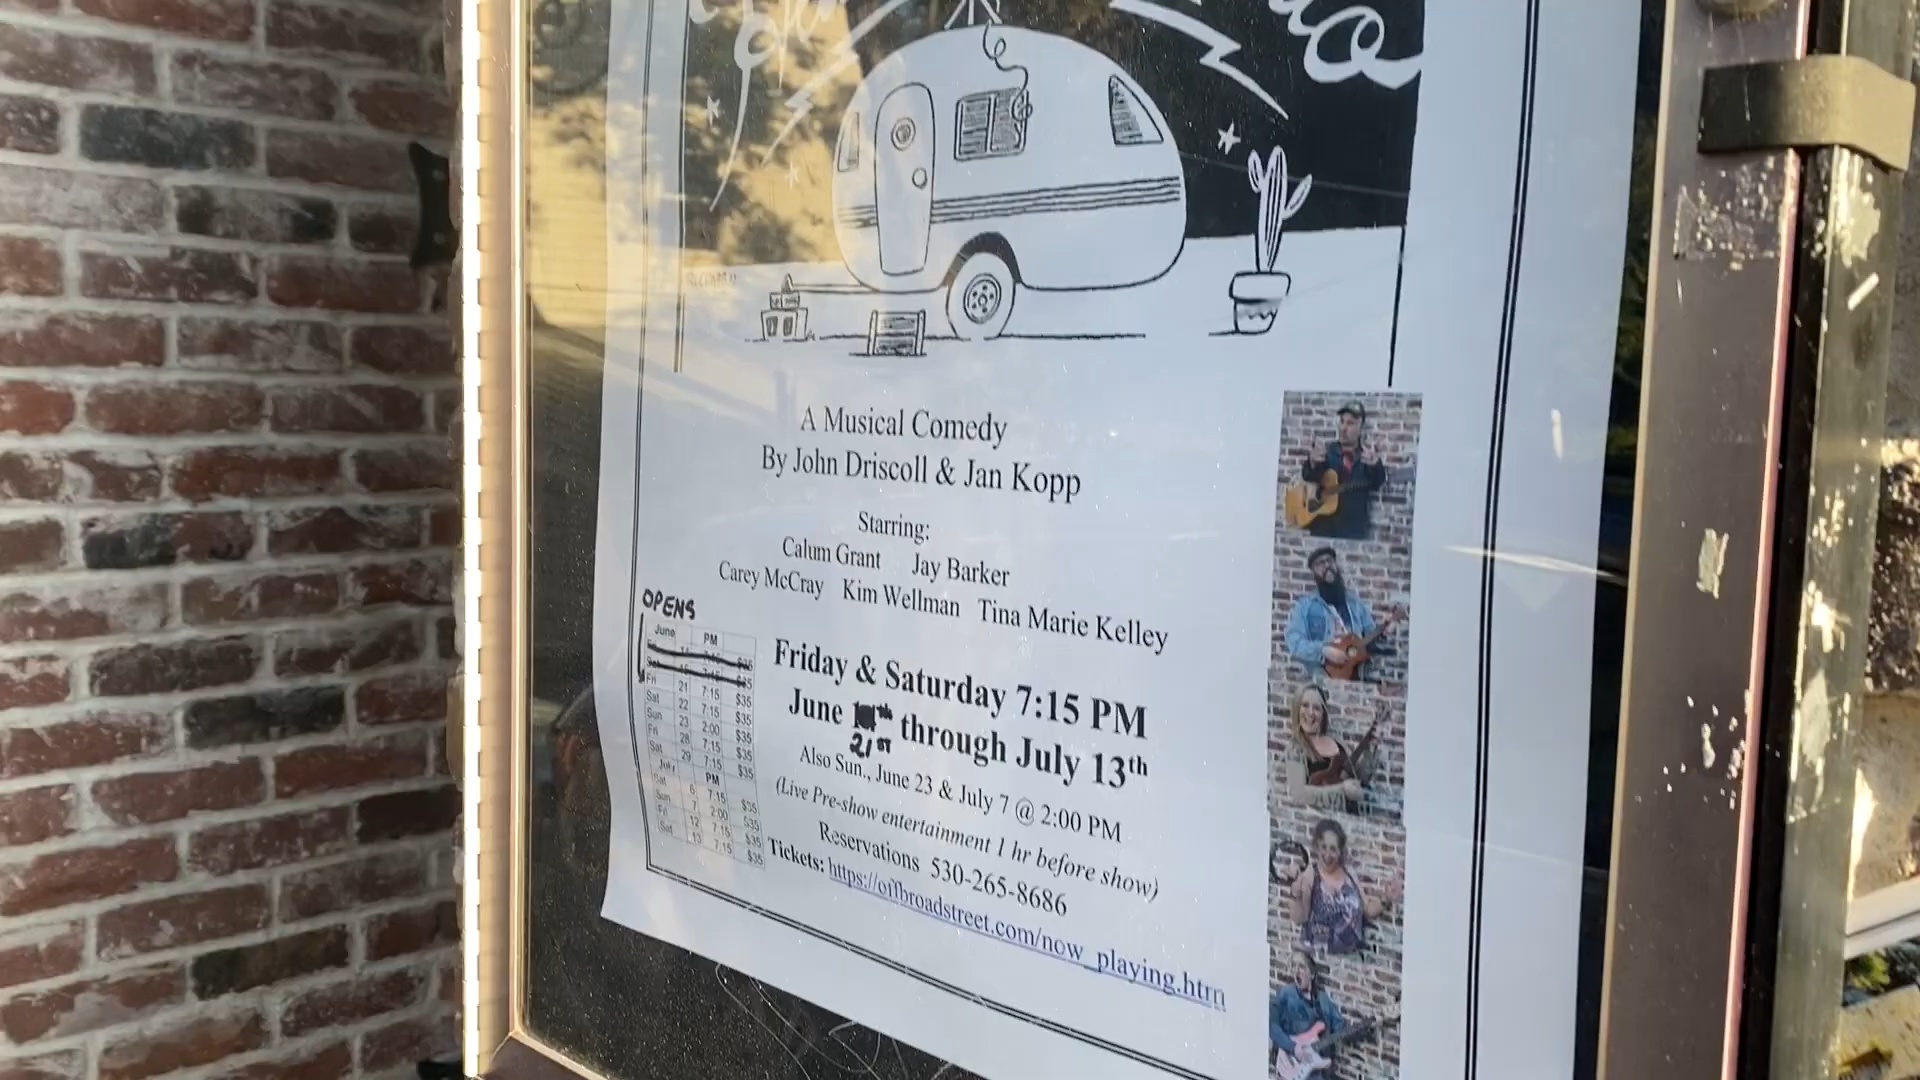 A Musical Comedy
By John Driscoll & Jan Kopp
Starring:
Calum Grant Jay Barker
Carey McCray Kim Wellman Tina Marie Kelley
OPENS
June PM
Fri 21 7:15 $35
Sat 22 7:15 $35
Sun 23 2:00 $35
Fri 28 7:15 $35
Sat 29 7:15 $35
July PM
Sat 6 7:15 $35
Sun 7 2:00 $35
Fri 12 7:15 $35
Sat 13 7:15 $35
Friday & Saturday 7:15 PM
June 21st through July 13th
Also Sun., June 23 & July 7 @ 2:00 PM
(Live Pre-show entertainment 1 hr before show)
Reservations 530-265-8686
Tickets: https://offbroadstreet.com/now_playing.htm